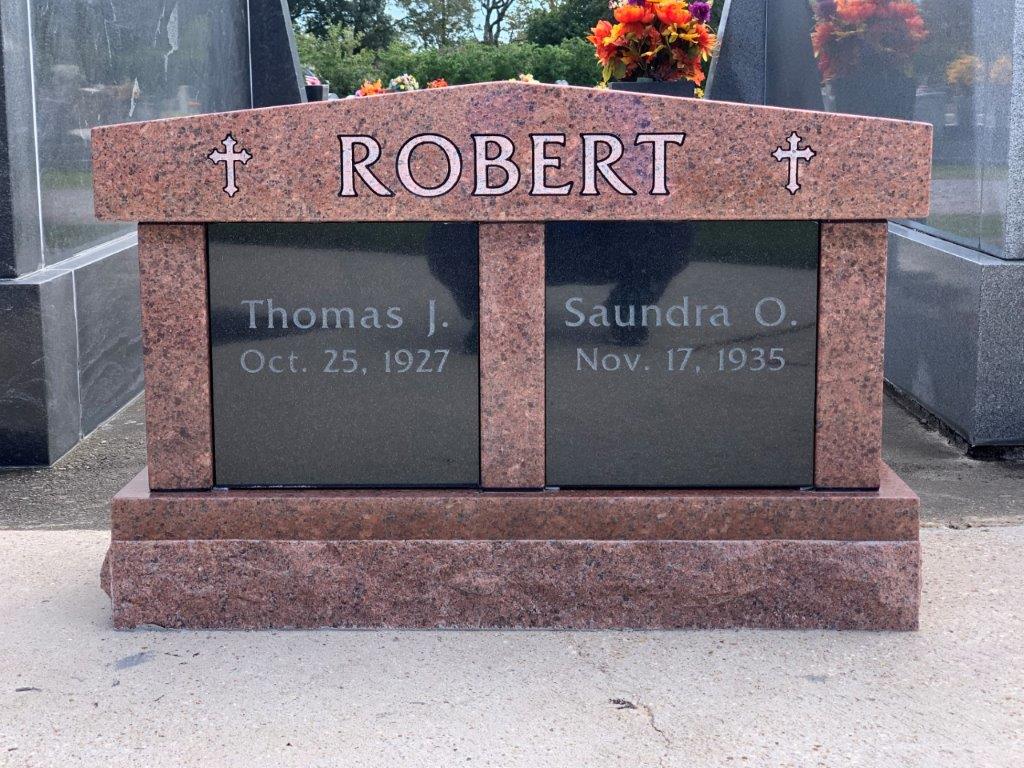 ROBERT
Thomas J.
Oct. 25, 1927
Saundra O.
Nov. 17, 1935